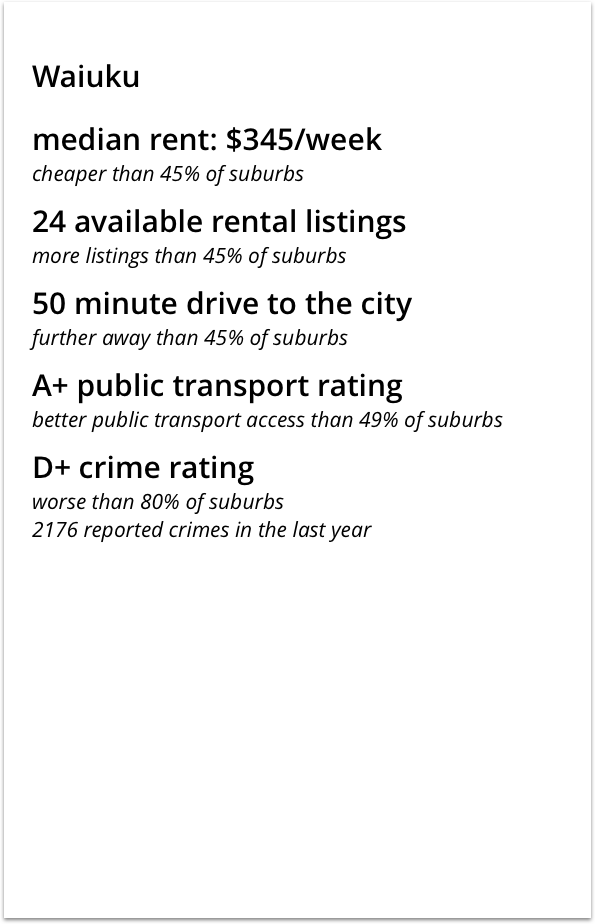 Waiuku
median rent: $345/week
cheaper than 45% of suburbs
24 available rental listings
more listings than 45% of suburbs
50 minute drive to the city
further away than 45% of suburbs
A+ public transport rating
better public transport access than 49% of suburbs
D+ crime rating
worse than 80% of suburbs
2176 reported crimes in the last year